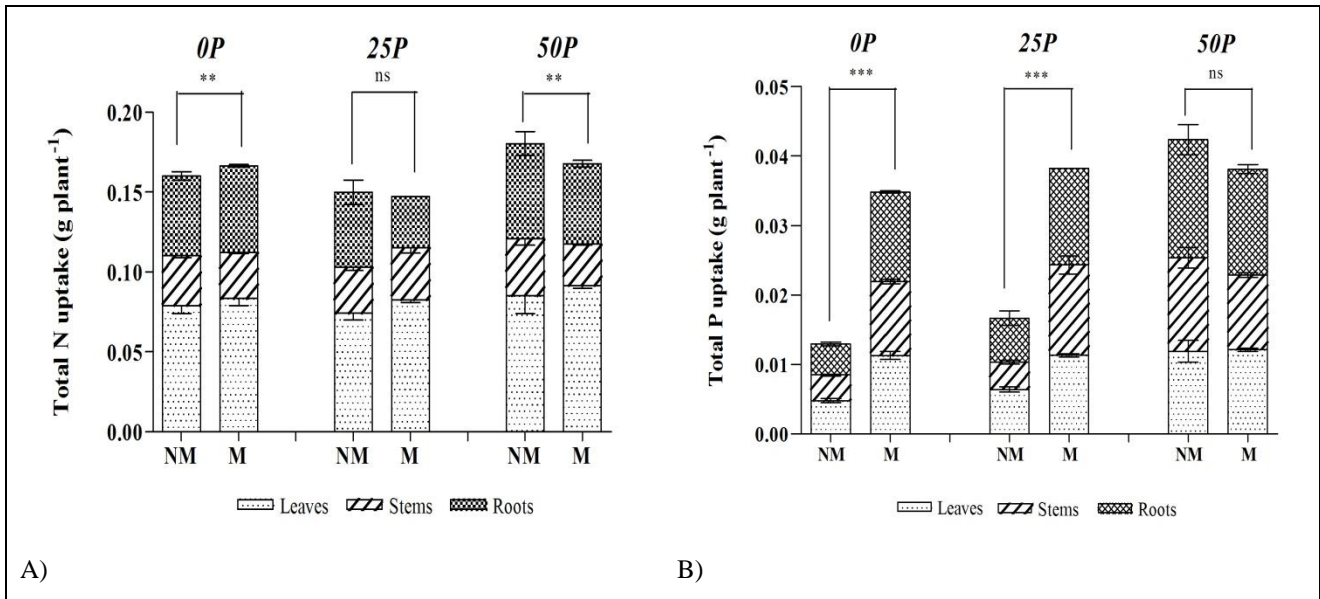 0P 25P 50P
** ns **
Total N uptake (g plant⁻¹)
0.20
0.15
0.10
0.05
0.00
NM M NM M NM M
Leaves Stems Roots
A)
0P 25P 50P
*** *** ns
Total P uptake (g plant⁻¹)
0.05
0.04
0.03
0.02
0.01
0.00
NM M NM M NM M
Leaves Stems Roots
B)